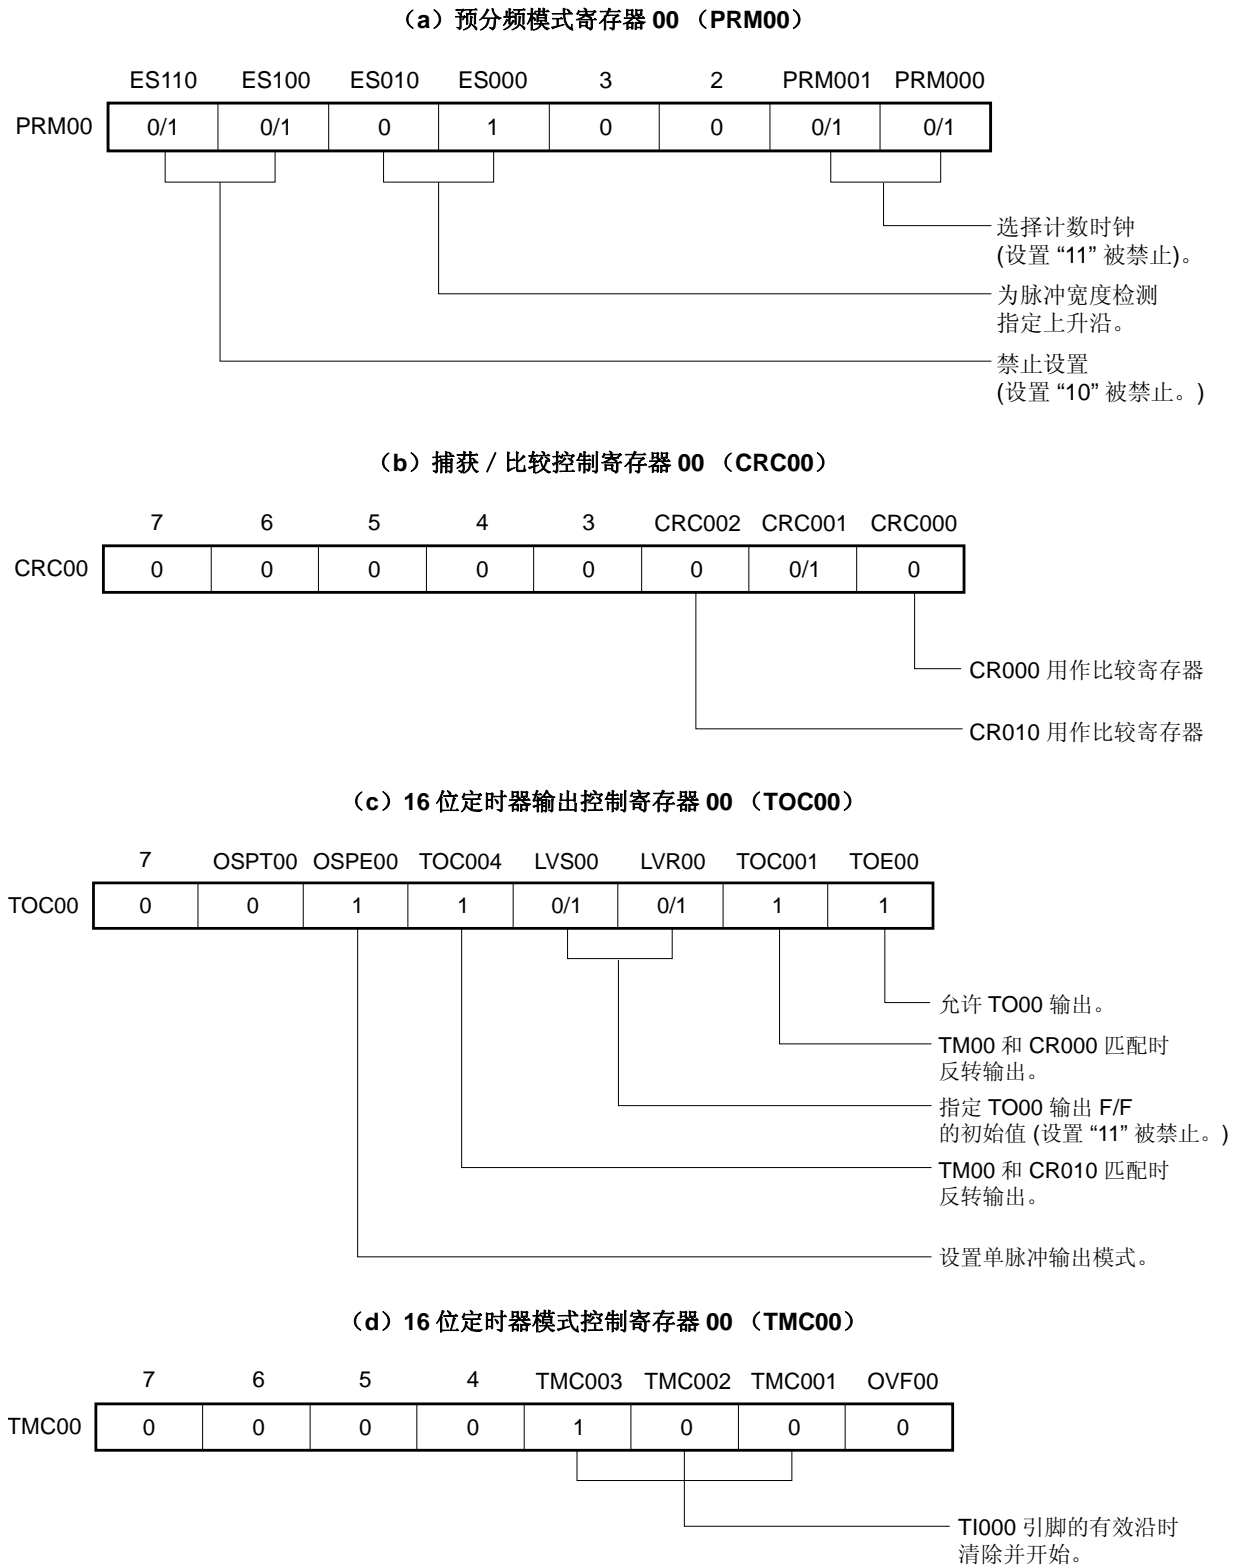 （a）预分频模式寄存器 00 （PRM00）
ES110 ES100 ES010 ES000 3 2 PRM001 PRM000
PRM00 0/1 0/1 0 1 0 0 0/1 0/1
选择计数时钟
(设置 “11” 被禁止)。
为脉冲宽度检测
指定上升沿。
禁止设置
(设置 “10” 被禁止。)
（b）捕获 / 比较控制寄存器 00 （CRC00）
7 6 5 4 3 CRC002 CRC001 CRC000
CRC00 0 0 0 0 0 0 0/1 0
CR000 用作比较寄存器
CR010 用作比较寄存器
（c）16 位定时器输出控制寄存器 00 （TOC00）
7 OSPT00 OSPE00 TOC004 LVS00 LVR00 TOC001 TOE00
TOC00 0 0 1 1 0/1 0/1 1 1
允许 TO00 输出。
TM00 和 CR000 匹配时
反转输出。
指定 TO00 输出 F/F
的初始值 (设置 “11” 被禁止。)
TM00 和 CR010 匹配时
反转输出。
设置单脉冲输出模式。
（d）16 位定时器模式控制寄存器 00 （TMC00）
7 6 5 4 TMC003 TMC002 TMC001 OVF00
TMC00 0 0 0 0 1 0 0 0
TI000 引脚的有效沿时
清除并开始。